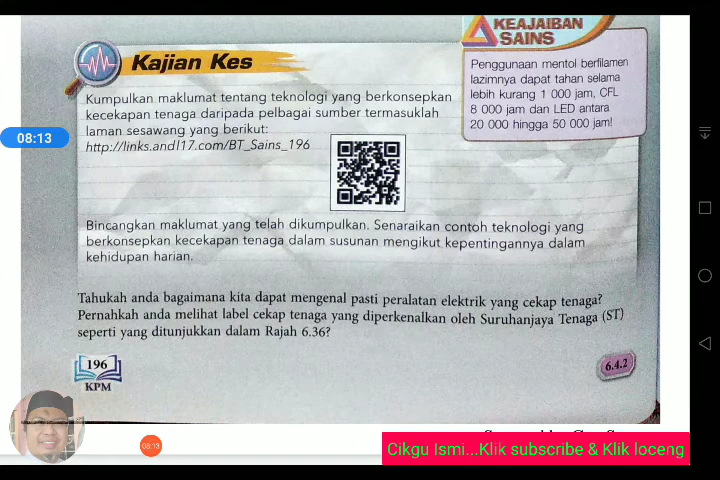 KEAJAIBAN
SAINS
Penggunaan mentol berfilamen
lazimnya dapat tahan selama
lebih kurang 1 000 jam, CFL
8 000 jam dan LED antara
20 000 hingga 50 000 jam!
Kajian Kes
Kumpulkan maklumat tentang teknologi yang berkonsepkan
kecekapan tenaga daripada pelbagai sumber termasuklah
laman sesawang yang berikut:
http://links.andl17.com/BT_Sains_196
08:13
Bincangkan maklumat yang telah dikumpulkan. Senaraikan contoh teknologi yang
berkonsepkan kecekapan tenaga dalam susunan mengikut kepentingannya dalam
kehidupan harian.
Tahukah anda bagaimana kita dapat mengenal pasti peralatan elektrik yang cekap tenaga?
Pernahkah anda melihat label cekap tenaga yang diperkenalkan oleh Suruhanjaya Tenaga (ST)
seperti yang ditunjukkan dalam Rajah 6.36?
196
KPM
6.4.2
08:13
Cikgu Ismi...Klik subscribe & Klik loceng